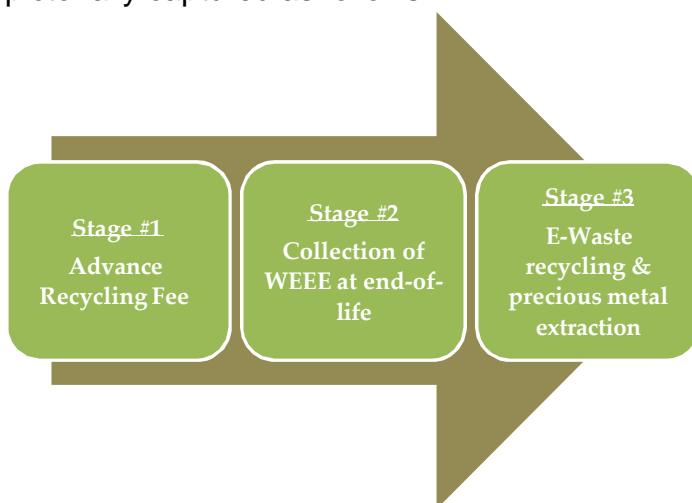 Stage #1
Advance
Recycling Fee
Stage #2
Collection of
WEEE at end-of-
life
Stage #3
E-Waste
recycling &
precious metal
extraction